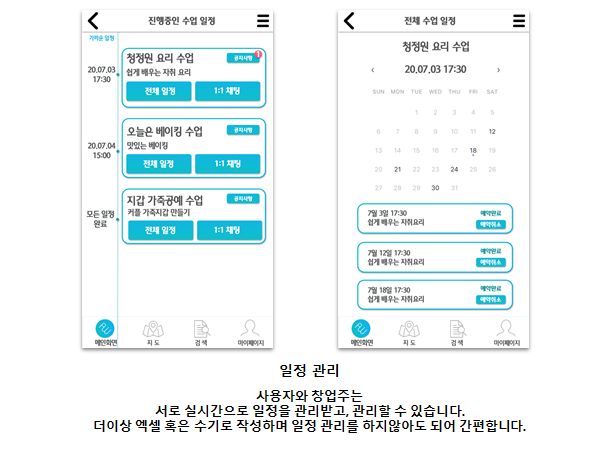 진행중인 수업 일정
가까운 일정
20.07.03
17:30
청정원 요리 수업
공지사항
1
쉽게 배우는 자취 요리
전체 일정
1:1 채팅
20.07.04
15:00
오늘은 베이킹 수업
공지사항
맛있는 베이킹
전체 일정
1:1 채팅
모든 일정
완료
지갑 가죽공예 수업
공지사항
커플 가죽지갑 만들기
전체 일정
1:1 채팅
메인화면
지 도
검 색
마이페이지
전체 수업 일정
청정원 요리 수업
‹ 20.07.03 17:30 ›
SUN MON TUE WED THU FRI SAT
1 4 5
6 7 8 9 10 11 12
13 14 15 16 17 18 19
20 21 22 23 24 25 26
27 28 29 30 31
7월 3일 17:30
예약완료
쉽게 배우는 자취요리
예약취소
7월 12일 17:30
예약완료
쉽게 배우는 자취요리
예약취소
7월 18일 17:30
예약완료
쉽게 배우는 자취요리
예약취소
메인화면
지 도
검 색
마이페이지
일정 관리
사용자와 창업주는
서로 실시간으로 일정을 관리받고, 관리할 수 있습니다.
더이상 엑셀 혹은 수기로 작성하며 일정 관리를 하지않아도 되어 간편합니다.